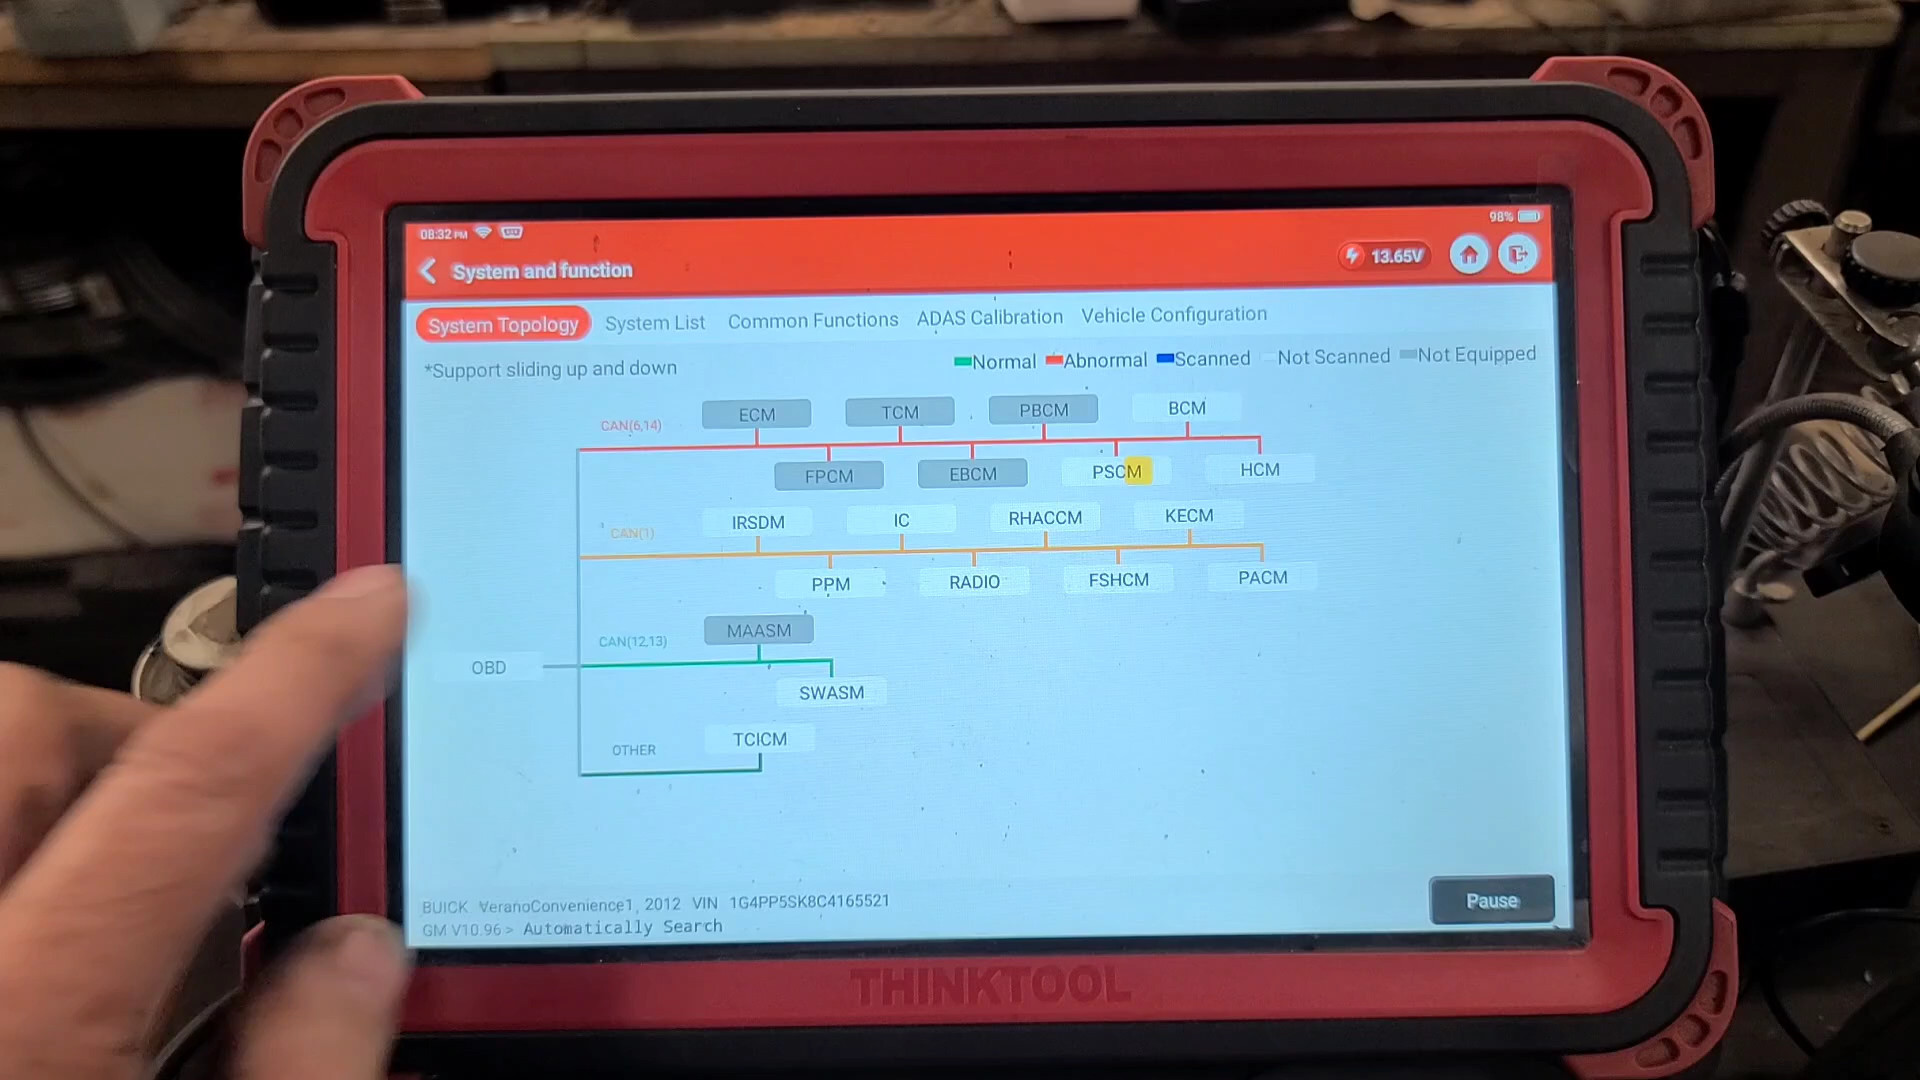 08:32 PM 98%
System and function 13.65V
System Topology System List Common Functions ADAS Calibration Vehicle Configuration
*Support sliding up and down Normal Abnormal Scanned Not Scanned Not Equipped
CAN(6,14) ECM TCM PBCM BCM
FPCM EBCM PSCM HCM
CAN(1) IRSDM IC RHACCM KECM
PPM RADIO FSHCM PACM
CAN(12,13) MAASM
OBD SWASM
OTHER TCICM
BUICK VeranoConvenience1, 2012 VIN 1G4PP5SK8C4165521
GM V10.96 > Automatically Search
Pause
THINKTOOL